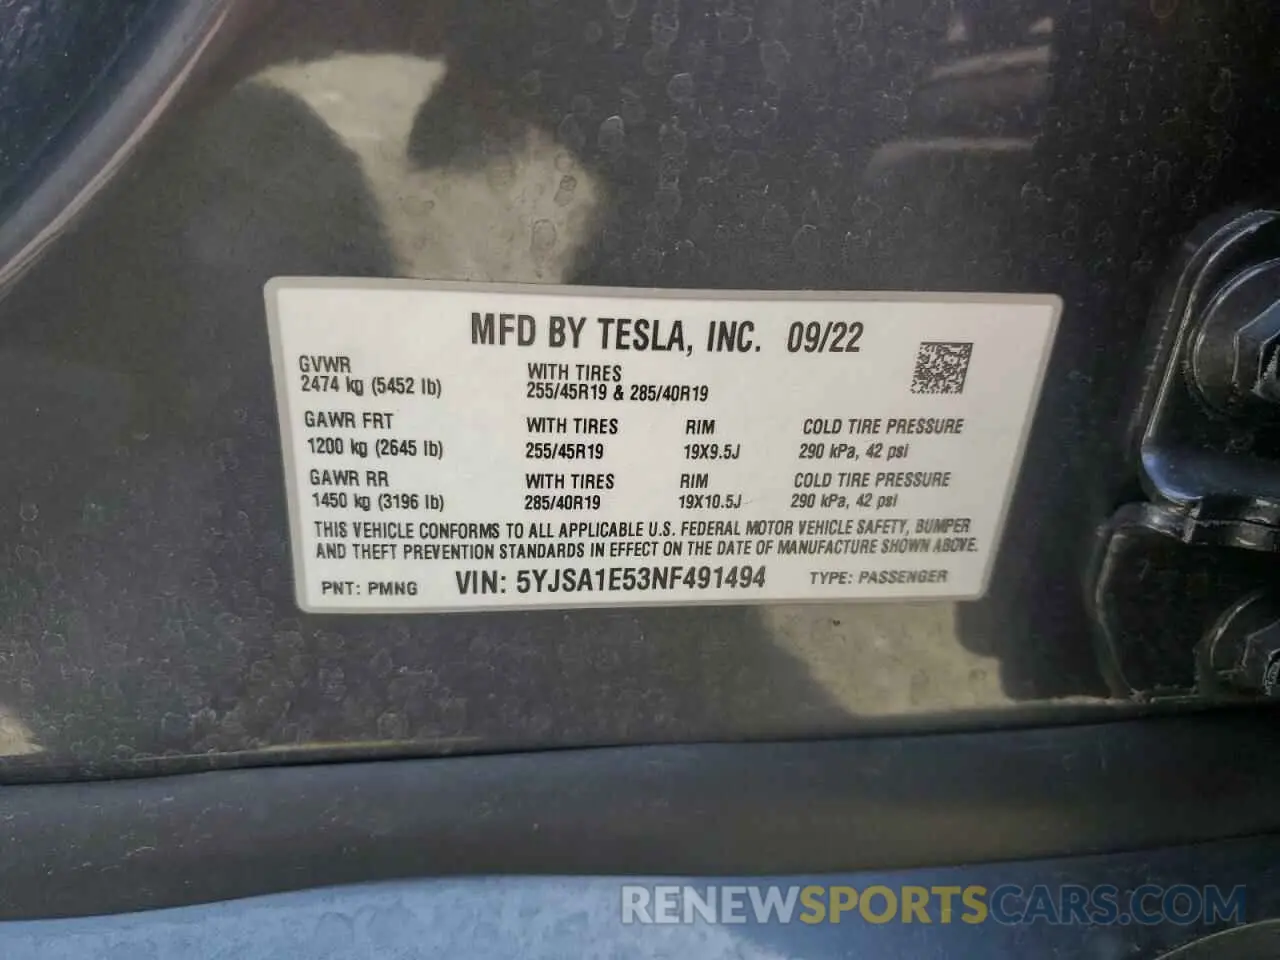 MFD BY TESLA, INC. 09/22
GVWR
2474 kg (5452 lb)
WITH TIRES
255/45R19 & 285/40R19
GAWR FRT
1200 kg (2645 lb)
WITH TIRES
255/45R19
RIM
19X9.5J
COLD TIRE PRESSURE
290 kPa, 42 psi
GAWR RR
1450 kg (3196 lb)
WITH TIRES
285/40R19
RIM
19X10.5J
COLD TIRE PRESSURE
290 kPa, 42 psi
THIS VEHICLE CONFORMS TO ALL APPLICABLE U.S. FEDERAL MOTOR VEHICLE SAFETY, BUMPER
AND THEFT PREVENTION STANDARDS IN EFFECT ON THE DATE OF MANUFACTURE SHOWN ABOVE.
PNT: PMNG VIN: 5YJSA1E53NF491494 TYPE: PASSENGER
RENEWSPORTSCARS.COM